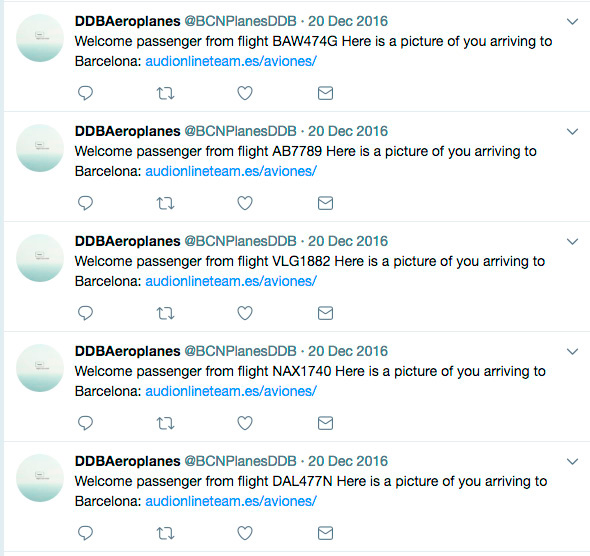 DDBAeroplanes @BCNPlanesDDB · 20 Dec 2016
Welcome passenger from flight BAW474G Here is a picture of you arriving to
Barcelona: audionlineteam.es/aviones/
DDBAeroplanes @BCNPlanesDDB · 20 Dec 2016
Welcome passenger from flight AB7789 Here is a picture of you arriving to
Barcelona: audionlineteam.es/aviones/
DDBAeroplanes @BCNPlanesDDB · 20 Dec 2016
Welcome passenger from flight VLG1882 Here is a picture of you arriving to
Barcelona: audionlineteam.es/aviones/
DDBAeroplanes @BCNPlanesDDB · 20 Dec 2016
Welcome passenger from flight NAX1740 Here is a picture of you arriving to
Barcelona: audionlineteam.es/aviones/
DDBAeroplanes @BCNPlanesDDB · 20 Dec 2016
Welcome passenger from flight DAL477N Here is a picture of you arriving to
Barcelona: audionlineteam.es/aviones/